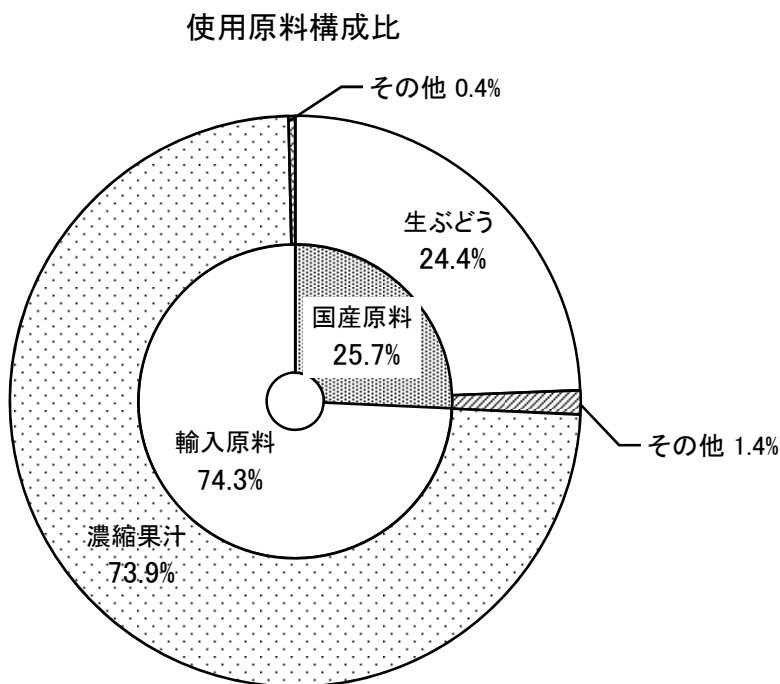 使用原料構成比
その他 0.4%
生ぶどう
24.4%
国産原料
25.7%
その他 1.4%
輸入原料
74.3%
濃縮果汁
73.9%